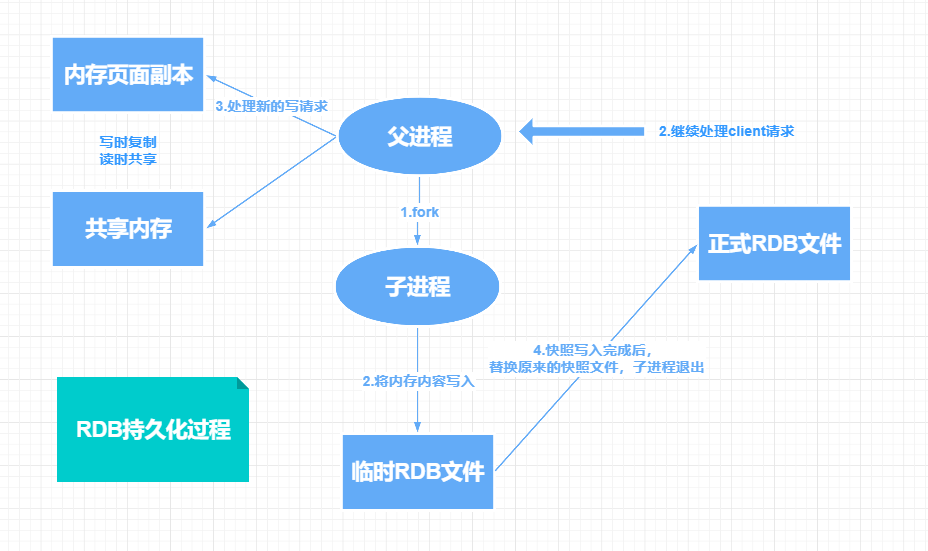 内存页面副本
3.处理新的写请求
父进程
2.继续处理client请求
写时复制
读时共享
共享内存
1.fork
正式RDB文件
子进程
4.快照写入完成后，
替换原来的快照文件，子进程退出
2.将内存内容写入
RDB持久化过程
临时RDB文件